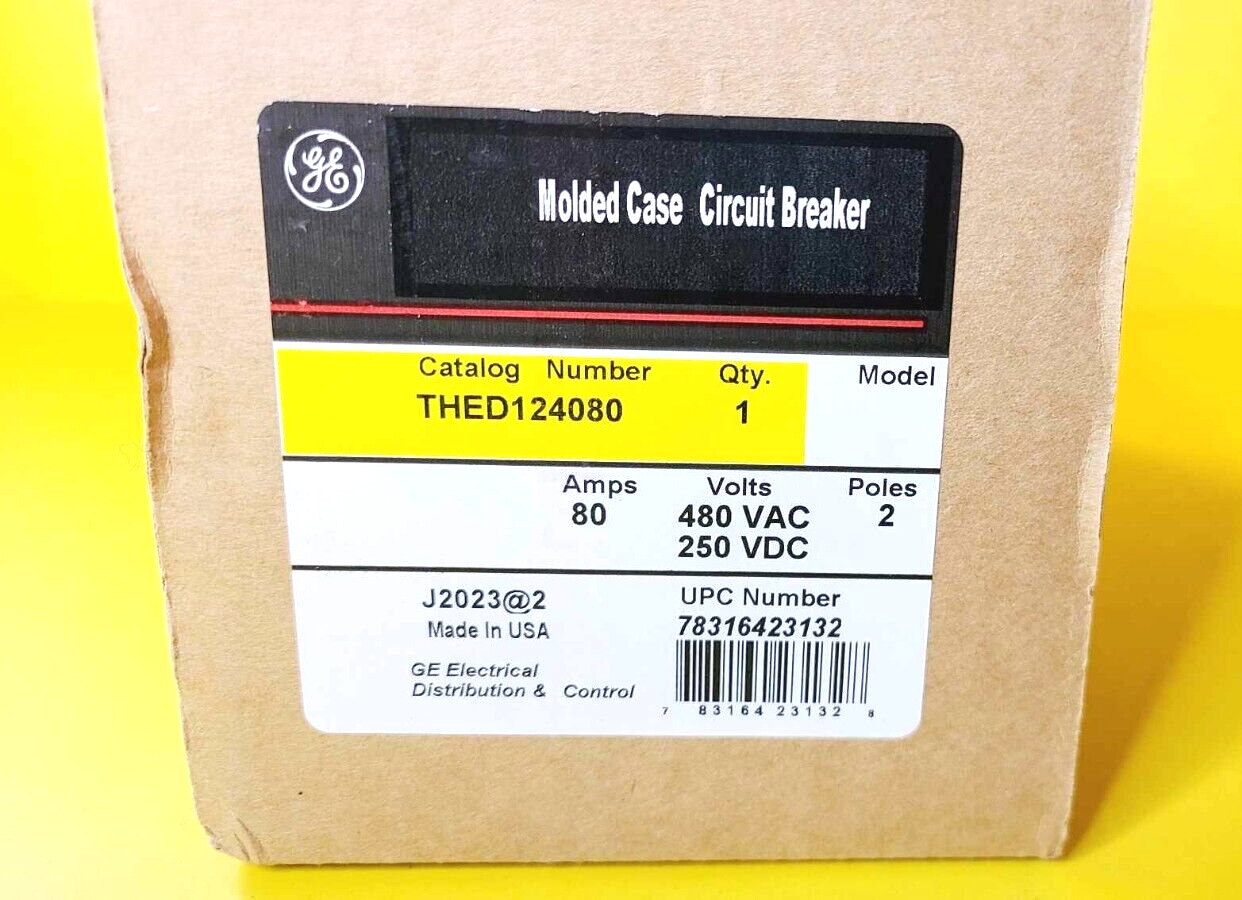 GE
Molded Case Circuit Breaker
Catalog Number Qty. Model
THED124080 1
Amps Volts Poles
80 480 VAC 2
250 VDC
J2023@2 UPC Number
Made In USA 78316423132
GE Electrical
Distribution & Control
7 83164 23132 8